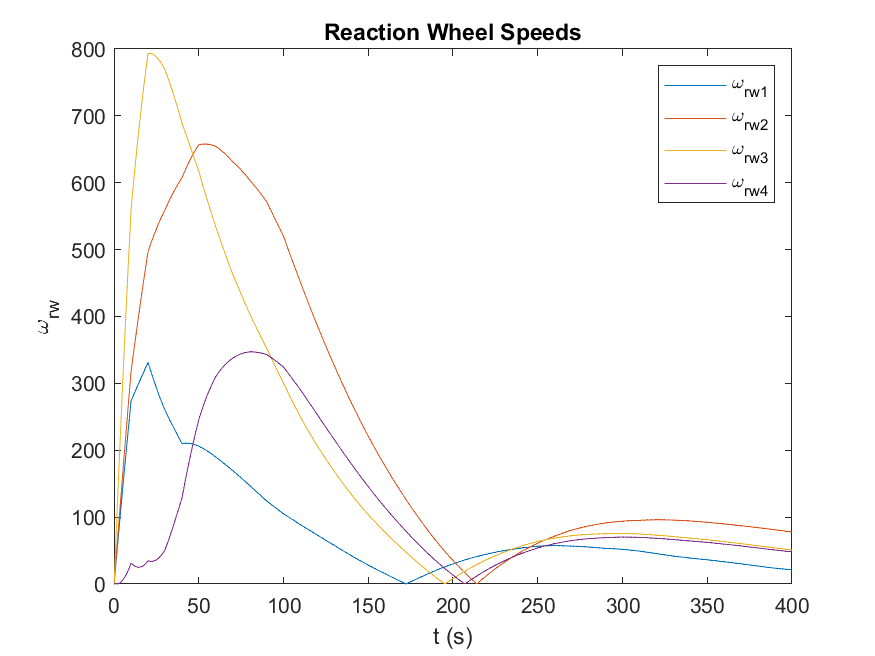 Reaction Wheel Speeds
800
700
600
500
400
300
200
100
0
ω_rw
ω_rw1
ω_rw2
ω_rw3
ω_rw4
0 50 100 150 200 250 300 350 400
t (s)